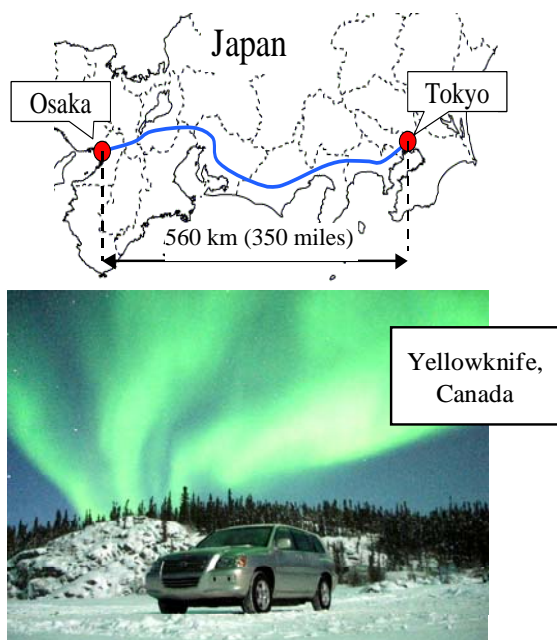 Japan
Osaka
Tokyo
560 km (350 miles)
Yellowknife,
Canada